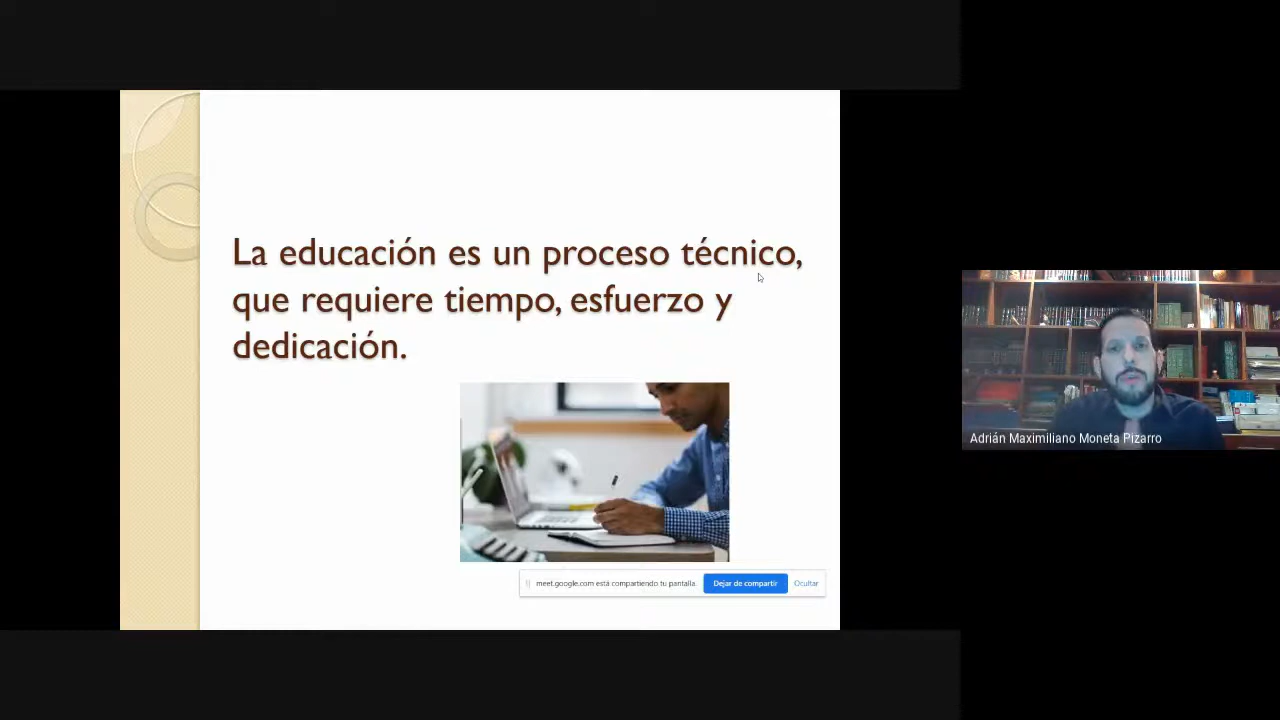 La educación es un proceso técnico,
que requiere tiempo, esfuerzo y
dedicación.
meet.google.com está compartiendo tu pantalla.
Dejar de compartir
Ocultar
Adrián Maximiliano Moneta Pizarro